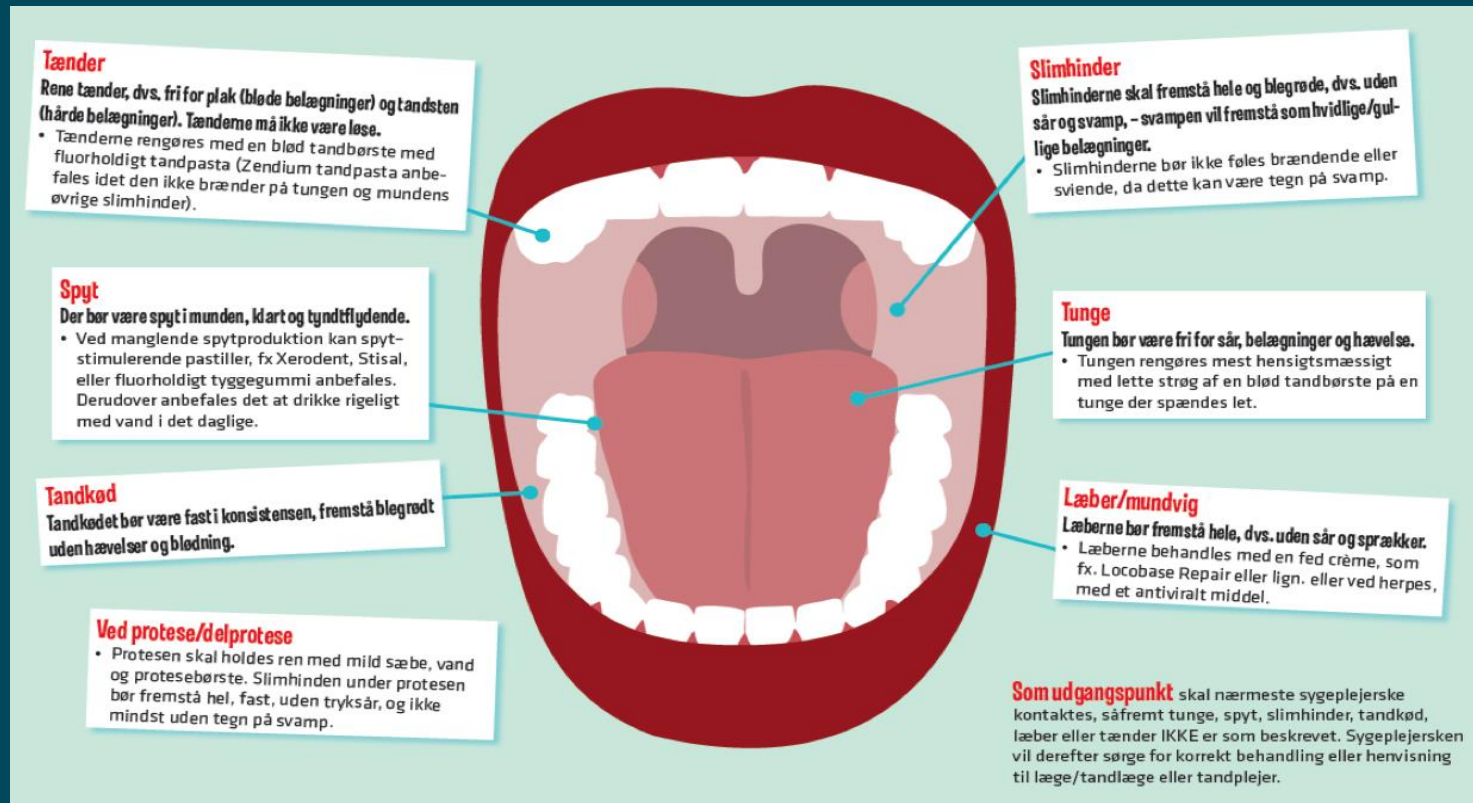 Tænder
Rene tænder, dvs. fri for plak (bløde belægninger) og tandsten
(hårde belægninger). Tænderne må ikke være løse.
• Tænderne rengøres med en blød tandbørste med
fluorholdigt tandpasta (Zendium tandpasta anbe-
fales idet den ikke brænder på tungen og mundens
øvrige slimhinder).
Spyt
Der bør være spyt i munden, klart og tyndtflydende.
• Ved manglende spytproduktion kan spyt-
stimulerende pastiller, fx Xerodent, Stisal,
eller fluorholdigt tyggegummi anbefales.
Derudover anbefales det at drikke rigeligt
med vand i det daglige.
Tandkød
Tandkødet bør være fast i konsistensen, fremstå blegrødt
uden hævelser og blødning.
Ved protese/delprotese
• Protesen skal holdes ren med mild sæbe, vand
og protesebørste. Slimhinden under protesen
bør fremstå hel, fast, uden tryksår, og ikke
mindst uden tegn på svamp.
Slimhinder
Slimhinderne skal fremstå hele og blegrøde, dvs. uden
sår og svamp, – svampen vil fremstå som hvidlige/gul-
lige belægninger.
• Slimhinderne bør ikke føles brændende eller
sviende, da dette kan være tegn på svamp.
Tunge
Tungen bør være fri for sår, belægninger og hævelse.
• Tungen rengøres mest hensigtsmæssigt
med lette strøg af en blød tandbørste på en
tunge der spændes let.
Læber/mundvig
Læberne bør fremstå hele, dvs. uden sår og sprækker.
• Læberne behandles med en fed crème, som
fx. Locobase Repair eller lign. eller ved herpes,
med et antiviralt middel.
Som udgangspunkt skal nærmeste sygeplejerske
kontaktes, såfremt tunge, spyt, slimhinder, tandkød,
læber eller tænder IKKE er som beskrevet. Sygeplejersken
vil derefter sørge for korrekt behandling eller henvisning
til læge/tandlæge eller tandplejer.